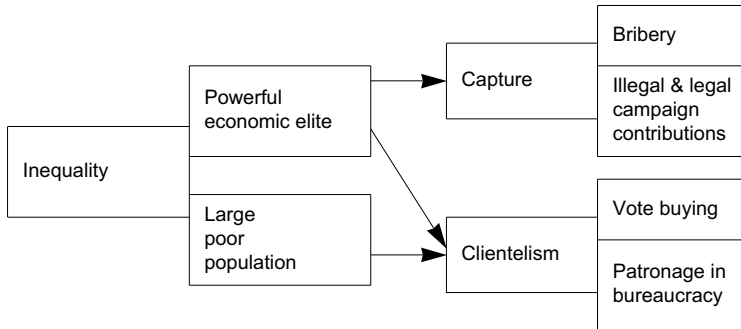 Inequality
Powerful
economic elite
Large
poor
population
Capture
Clientelism
Bribery
Illegal & legal
campaign
contributions
Vote buying
Patronage in
bureaucracy